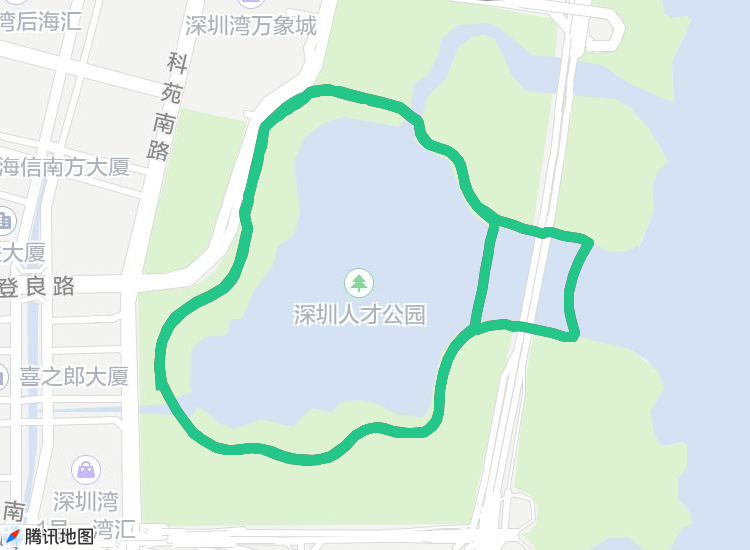 湾后海汇
深圳湾万象城
科苑南路
海信南方大厦
大厦
登良路
深圳人才公园
喜之郎大厦
深圳湾
湾汇
南
腾讯地图